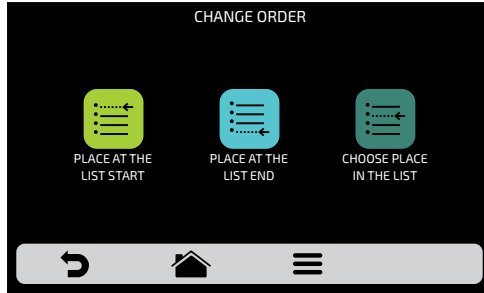 CHANGE ORDER
PLACE AT THE
LIST START
PLACE AT THE
LIST END
CHOOSE PLACE
IN THE LIST